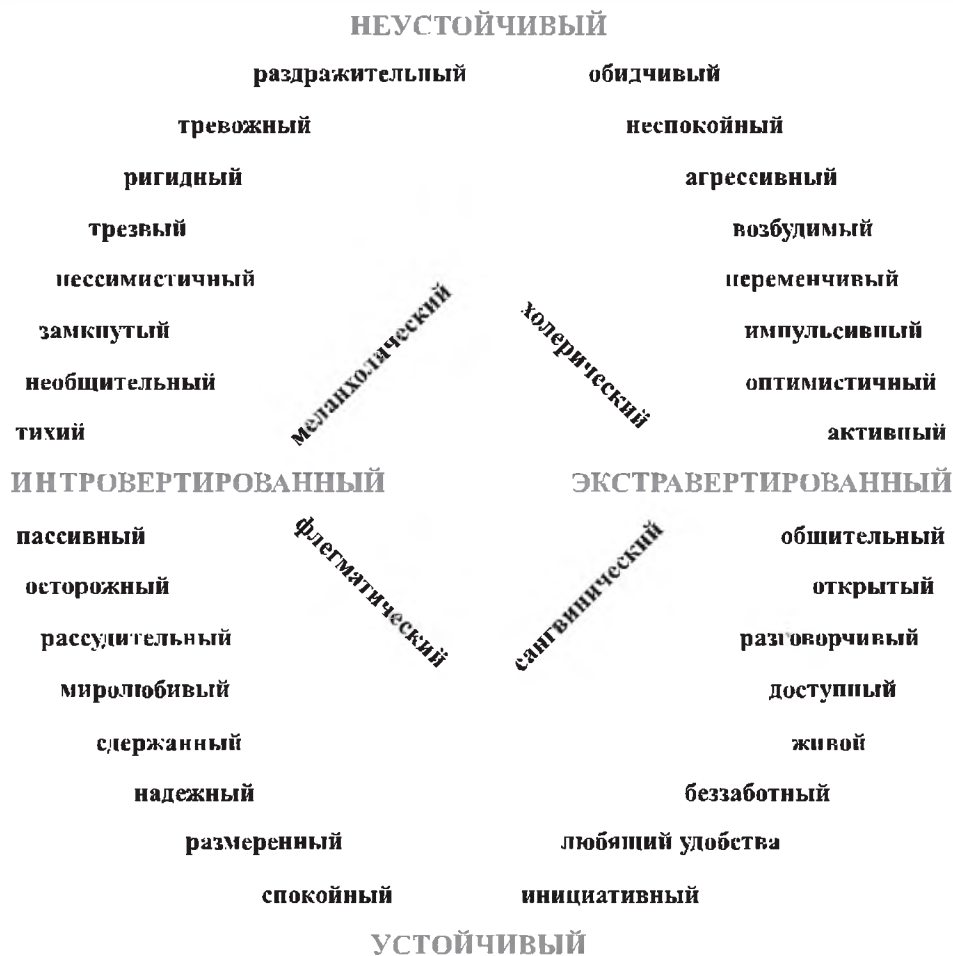 НЕУСТОЙЧИВЫЙ
раздражительный обидчивый
тревожный неспокойный
ригидный агрессивный
трезвый возбудимый
пессимистичный переменчивый
замкнутый импульсивный
необщительный оптимистичный
тихий активный
меланхолический холерический
ИНТРОВЕРТИРОВАННЫЙ ЭКСТРАВЕРТИРОВАННЫЙ
флегматический сангвинический
пассивный общительный
осторожный открытый
рассудительный разговорчивый
миролюбивый доступный
сдержанный живой
надежный беззаботный
размеренный любящий удобства
спокойный инициативный
УСТОЙЧИВЫЙ